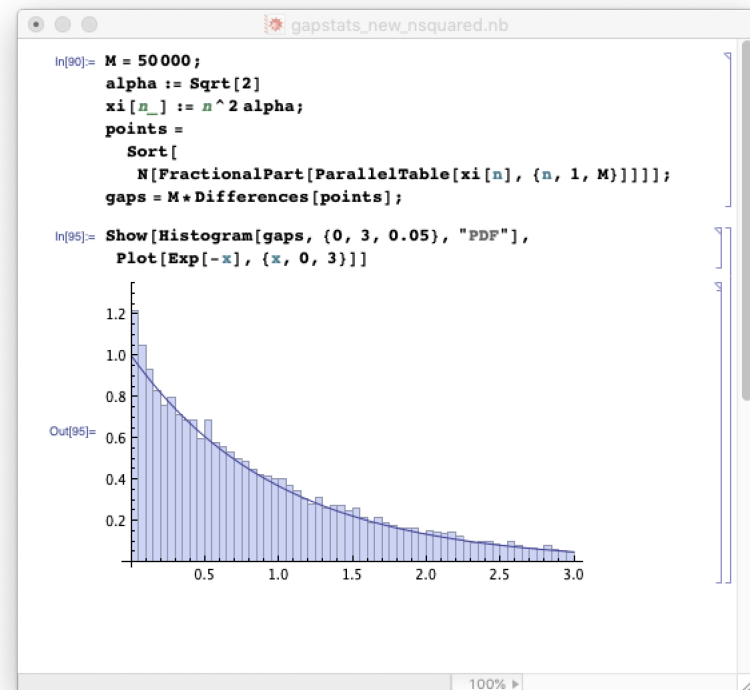 gapstats_new_nsquared.nb
In[90]:= M = 50000;
alpha := Sqrt[2]
xi[n_] := n^2 alpha;
points =
Sort[
N[FractionalPart[ParallelTable[xi[n], {n, 1, M}]]]];
gaps = M*Differences[points];
In[95]:= Show[Histogram[gaps, {0, 3, 0.05}, "PDF"],
Plot[Exp[-x], {x, 0, 3}]]
1.2
1.0
0.8
Out[95]= 0.6
0.4
0.2
0.5 1.0 1.5 2.0 2.5 3.0
100%